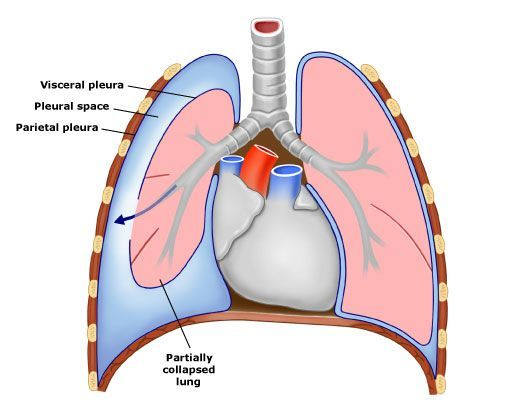 Visceral pleura
Pleural space
Parietal pleura
Partially
collapsed
lung